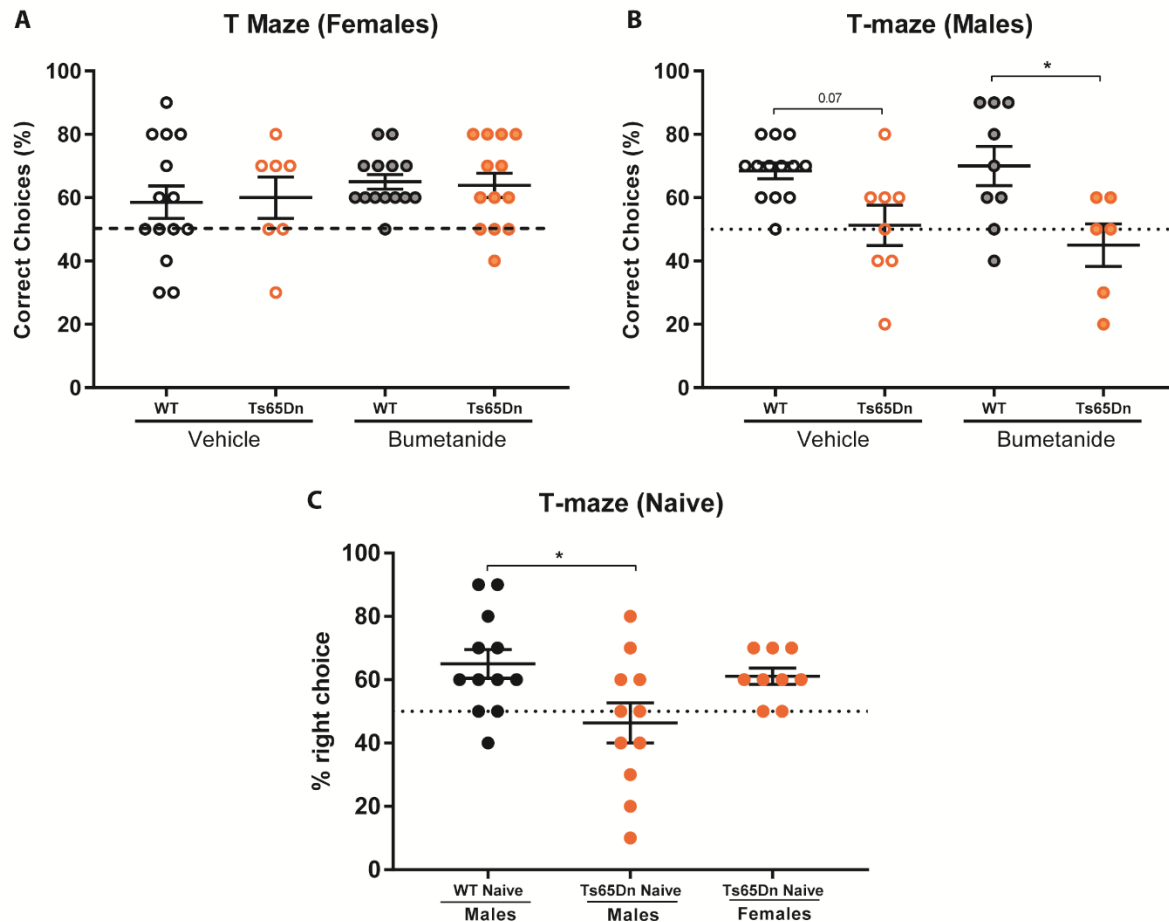 A
T Maze (Females)
Correct Choices (%)
100
80
60
40
20
0
WT
Ts65Dn
WT
Ts65Dn
Vehicle
Bumetanide
B
T-maze (Males)
Correct Choices (%)
100
80
60
40
20
0
0.07
*
WT
Ts65Dn
WT
Ts65Dn
Vehicle
Bumetanide
C
T-maze (Naive)
% right choice
100
80
60
40
20
0
*
WT Naive
Ts65Dn Naive
Ts65Dn Naive
Males
Males
Females